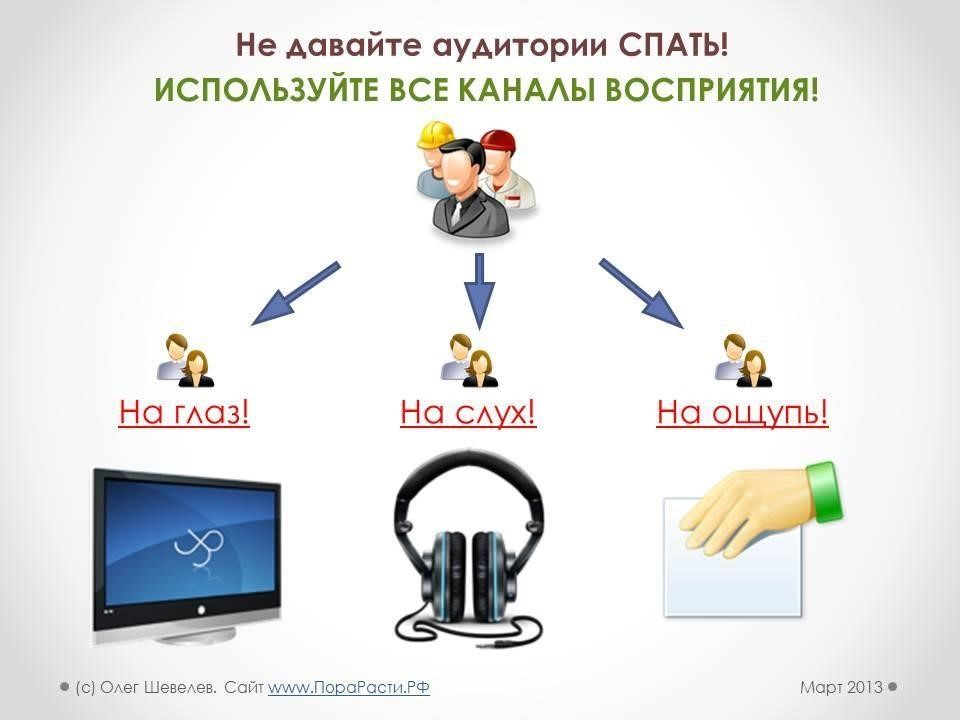 Не давайте аудитории СПАТЬ!
ИСПОЛЬЗУЙТЕ ВСЕ КАНАЛЫ ВОСПРИЯТИЯ!
На глаз! На слух! На ощупь!
(с) Олег Шевелев. Сайт www.ПораРасти.РФ Март 2013